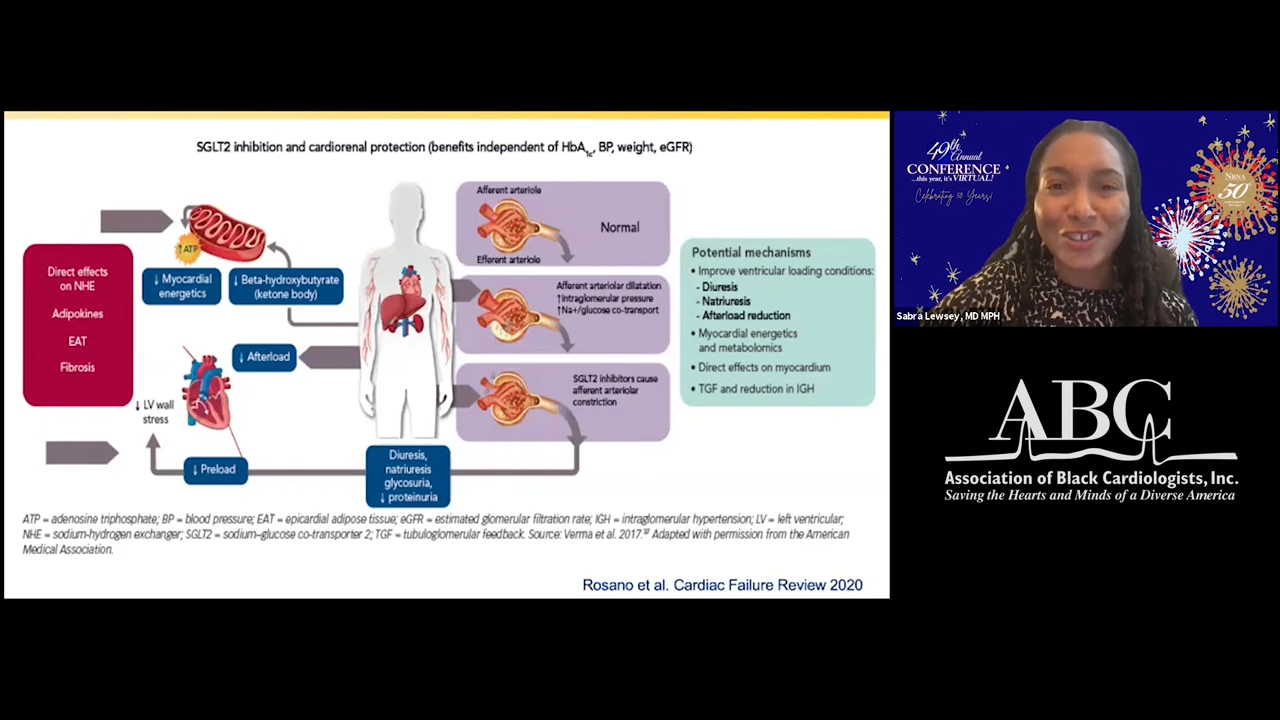 SGLT2 inhibition and cardiorenal protection (benefits independent of HbA1c, BP, weight, eGFR)
Direct effects
on NHE
Adipokines
EAT
Fibrosis
↑ATP
↓ Myocardial
energetics
↓ Beta-hydroxybutyrate
(ketone body)
↓ Afterload
↓ LV wall
stress
↓ Preload
Diuresis,
natriuresis
glycosuria,
↓ proteinuria
Afferent arteriole
Normal
Efferent arteriole
Afferent arteriolar dilatation
↑Intraglomerular pressure
↑Na+/glucose co-transport
SGLT2 inhibitors cause
afferent arteriolar
constriction
Potential mechanisms
• Improve ventricular loading conditions:
- Diuresis
- Natriuresis
- Afterload reduction
• Myocardial energetics
and metabolomics
• Direct effects on myocardium
• TGF and reduction in IGH
ATP = adenosine triphosphate; BP = blood pressure; EAT = epicardial adipose tissue; eGFR = estimated glomerular filtration rate; IGH = intraglomerular hypertension; LV = left ventricular;
NHE = sodium-hydrogen exchanger; SGLT2 = sodium–glucose co-transporter 2; TGF = tubuloglomerular feedback. Source: Verma et al. 2017. Adapted with permission from the American
Medical Association.
Rosano et al. Cardiac Failure Review 2020
49th Annual
CONFERENCE
...this year, it's VIRTUAL!
Celebrating 50 Years!
NBNA
50
Sabra Lewsey, MD MPH
ABC
Association of Black Cardiologists, Inc.
Saving the Hearts and Minds of a Diverse America